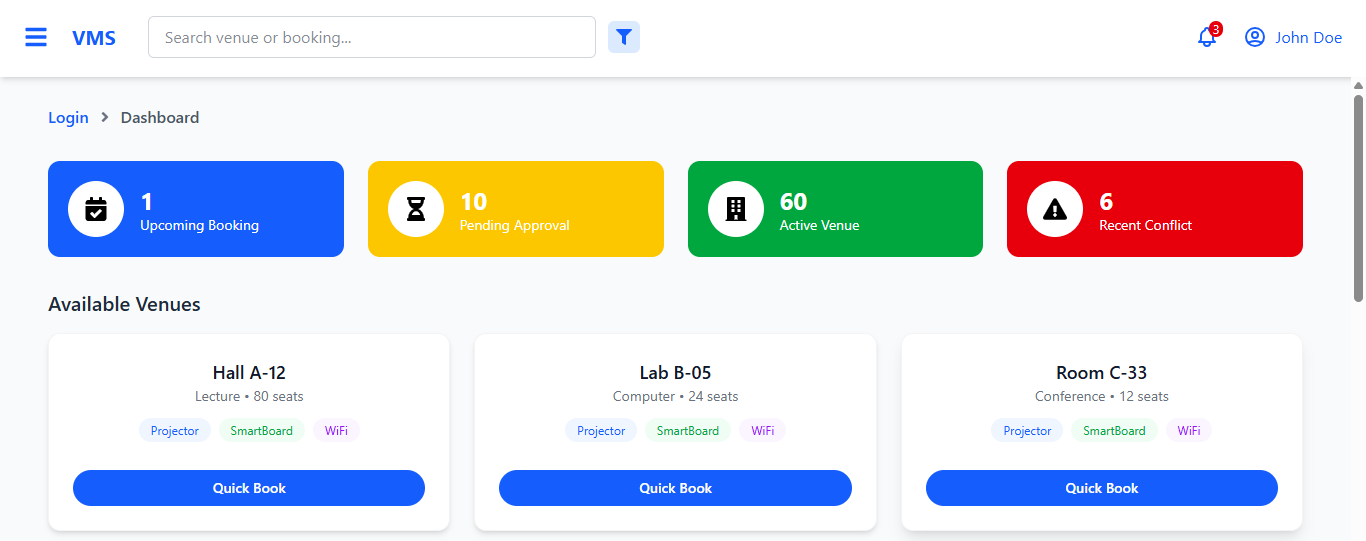 VMS
Search venue or booking...
3
John Doe
Login
Dashboard
1
Upcoming Booking
10
Pending Approval
60
Active Venue
6
Recent Conflict
Available Venues
Hall A-12
Lecture • 80 seats
Projector SmartBoard WiFi
Quick Book
Lab B-05
Computer • 24 seats
Projector SmartBoard WiFi
Quick Book
Room C-33
Conference • 12 seats
Projector SmartBoard WiFi
Quick Book